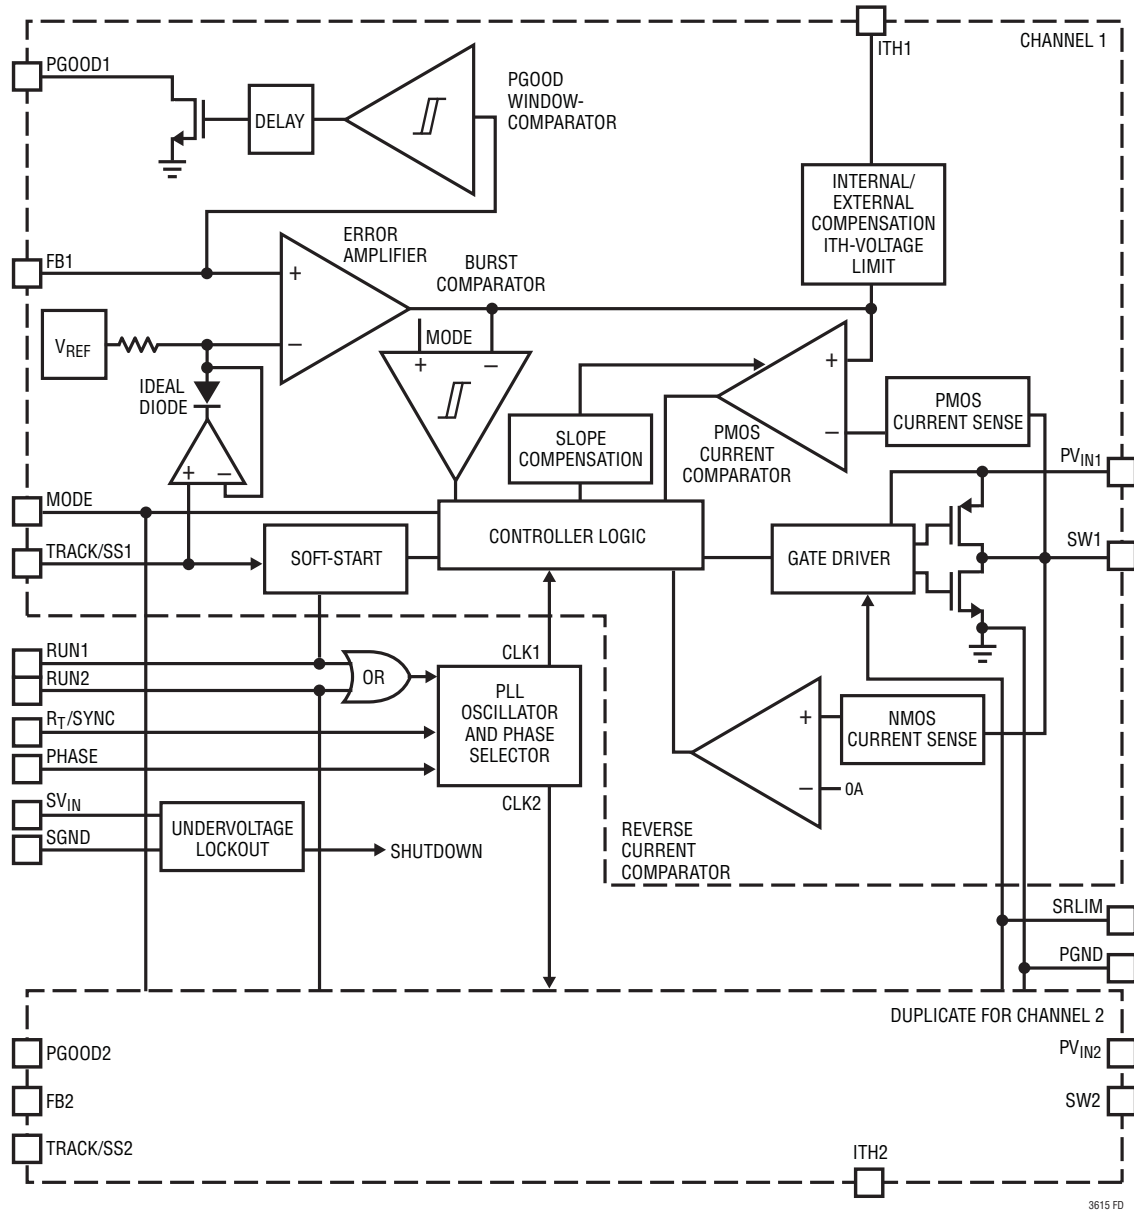 CHANNEL 1
ITH1
PGOOD1
PGOOD
WINDOW-
COMPARATOR
DELAY
INTERNAL/
EXTERNAL
COMPENSATION
ITH-VOLTAGE
LIMIT
FB1
ERROR
AMPLIFIER
+
−
BURST
COMPARATOR
MODE
+
−
VREF
IDEAL
DIODE
+
−
SLOPE
COMPENSATION
PMOS
CURRENT
COMPARATOR
+
−
PMOS
CURRENT SENSE
PVIN1
MODE
CONTROLLER LOGIC
TRACK/SS1
SOFT-START
GATE DRIVER
SW1
RUN1
RUN2
OR
CLK1
PLL
OSCILLATOR
AND PHASE
SELECTOR
CLK2
RT/SYNC
PHASE
SVIN
SGND
UNDERVOLTAGE
LOCKOUT
SHUTDOWN
+
−
0A
NMOS
CURRENT SENSE
REVERSE
CURRENT
COMPARATOR
SRLIM
PGND
DUPLICATE FOR CHANNEL 2
PGOOD2
PVIN2
FB2
SW2
TRACK/SS2
ITH2
3615 FD